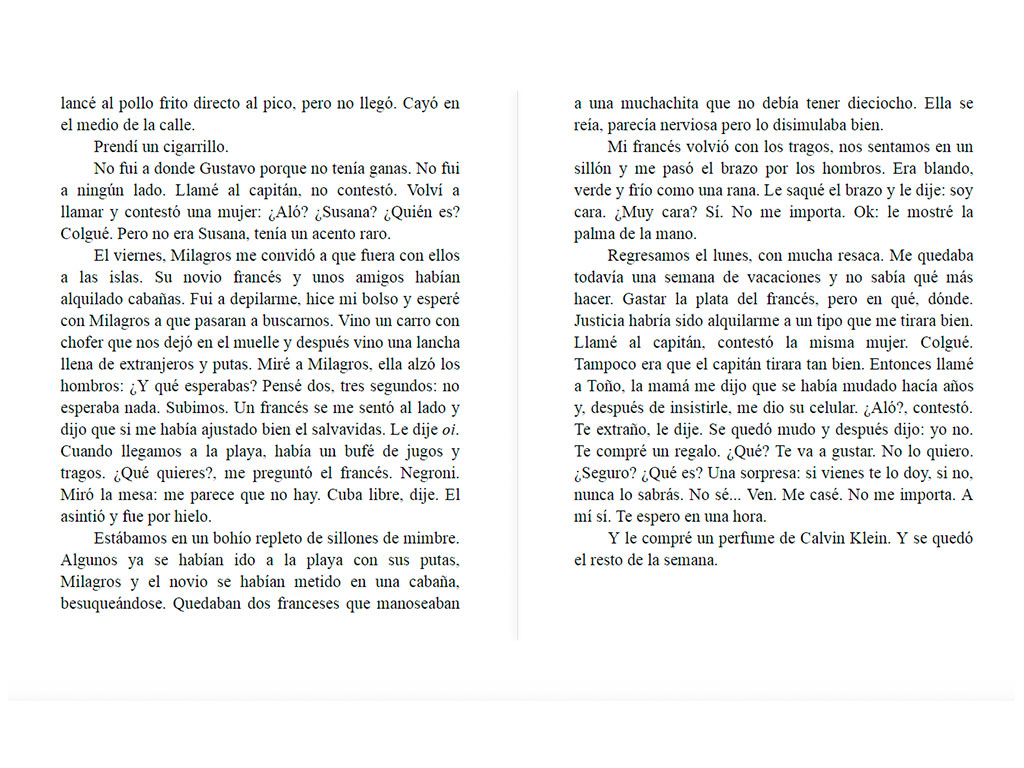 lancé al pollo frito directo al pico, pero no llegó. Cayó en
el medio de la calle.
Prendí un cigarrillo.
No fui a donde Gustavo porque no tenía ganas. No fui
a ningún lado. Llamé al capitán, no contestó. Volví a
llamar y contestó una mujer: ¿Aló? ¿Susana? ¿Quién es?
Colgué. Pero no era Susana, tenía un acento raro.
El viernes, Milagros me convidó a que fuera con ellos
a las islas. Su novio francés y unos amigos habían
alquilado cabañas. Fui a depilarme, hice mi bolso y esperé
con Milagros a que pasaran a buscarnos. Vino un carro con
chofer que nos dejó en el muelle y después vino una lancha
llena de extranjeros y putas. Miré a Milagros, ella alzó los
hombros: ¿Y qué esperabas? Pensé dos, tres segundos: no
esperaba nada. Subimos. Un francés se me sentó al lado y
dijo que si me había ajustado bien el salvavidas. Le dije oi.
Cuando llegamos a la playa, había un bufé de jugos y
tragos. ¿Qué quieres?, me preguntó el francés. Negroni.
Miró la mesa: me parece que no hay. Cuba libre, dije. El
asintió y fue por hielo.
Estábamos en un bohío repleto de sillones de mimbre.
Algunos ya se habían ido a la playa con sus putas,
Milagros y el novio se habían metido en una cabaña,
besuqueándose. Quedaban dos franceses que manoseaban
a una muchachita que no debía tener dieciocho. Ella se
reía, parecía nerviosa pero lo disimulaba bien.
Mi francés volvió con los tragos, nos sentamos en un
sillón y me pasó el brazo por los hombros. Era blando,
verde y frío como una rana. Le saqué el brazo y le dije: soy
cara. ¿Muy cara? Sí. No me importa. Ok: le mostré la
palma de la mano.
Regresamos el lunes, con mucha resaca. Me quedaba
todavía una semana de vacaciones y no sabía qué más
hacer. Gastar la plata del francés, pero en qué, dónde.
Justicia habría sido alquilarme a un tipo que me tirara bien.
Llamé al capitán, contestó la misma mujer. Colgué.
Tampoco era que el capitán tirara tan bien. Entonces llamé
a Toño, la mamá me dijo que se había mudado hacía años
y, después de insistirle, me dio su celular. ¿Aló?, contestó.
Te extraño, le dije. Se quedó mudo y después dijo: yo no.
Te compré un regalo. ¿Qué? Te va a gustar. No lo quiero.
¿Seguro? ¿Qué es? Una sorpresa: si vienes te lo doy, si no,
nunca lo sabrás. No sé... Ven. Me casé. No me importa. A
mí sí. Te espero en una hora.
Y le compré un perfume de Calvin Klein. Y se quedó
el resto de la semana.